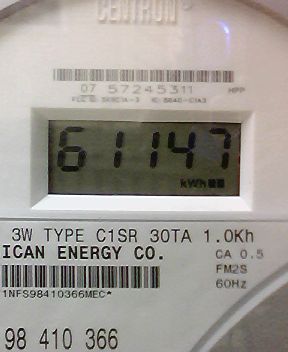 CENTRON
07 57245311 HPP
61147
kWh
3W TYPE C1SR 30TA 1.0Kh
ICAN ENERGY CO. CA 0.5
FM2S
1NFS98410366MEC* 60Hz
98 410 366